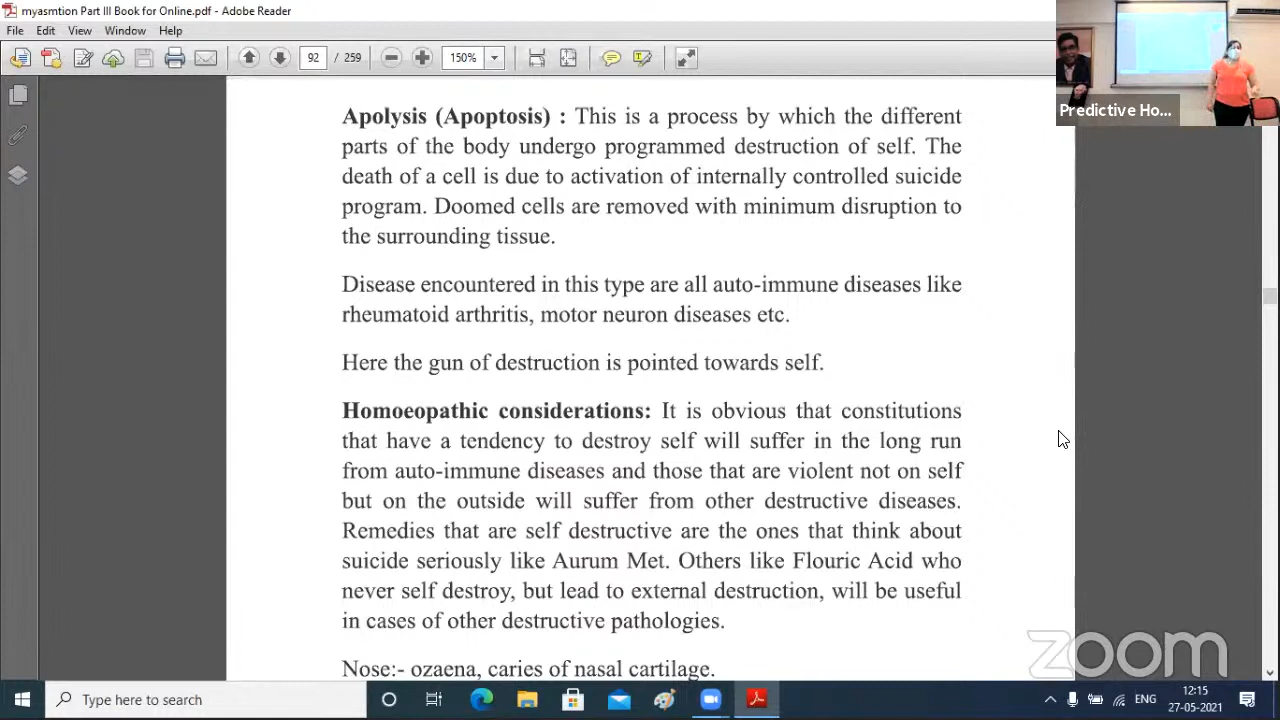 myasmtion Part III Book for Online.pdf - Adobe Reader
File Edit View Window Help
92 / 259 150%
Predictive Ho...
Apolysis (Apoptosis) : This is a process by which the different
parts of the body undergo programmed destruction of self. The
death of a cell is due to activation of internally controlled suicide
program. Doomed cells are removed with minimum disruption to
the surrounding tissue.
Disease encountered in this type are all auto-immune diseases like
rheumatoid arthritis, motor neuron diseases etc.
Here the gun of destruction is pointed towards self.
Homoeopathic considerations: It is obvious that constitutions
that have a tendency to destroy self will suffer in the long run
from auto-immune diseases and those that are violent not on self
but on the outside will suffer from other destructive diseases.
Remedies that are self destructive are the ones that think about
suicide seriously like Aurum Met. Others like Flouric Acid who
never self destroy, but lead to external destruction, will be useful
in cases of other destructive pathologies.
Nose:- ozaena, caries of nasal cartilage.
zoom
Type here to search
ENG
12:15
27-05-2021